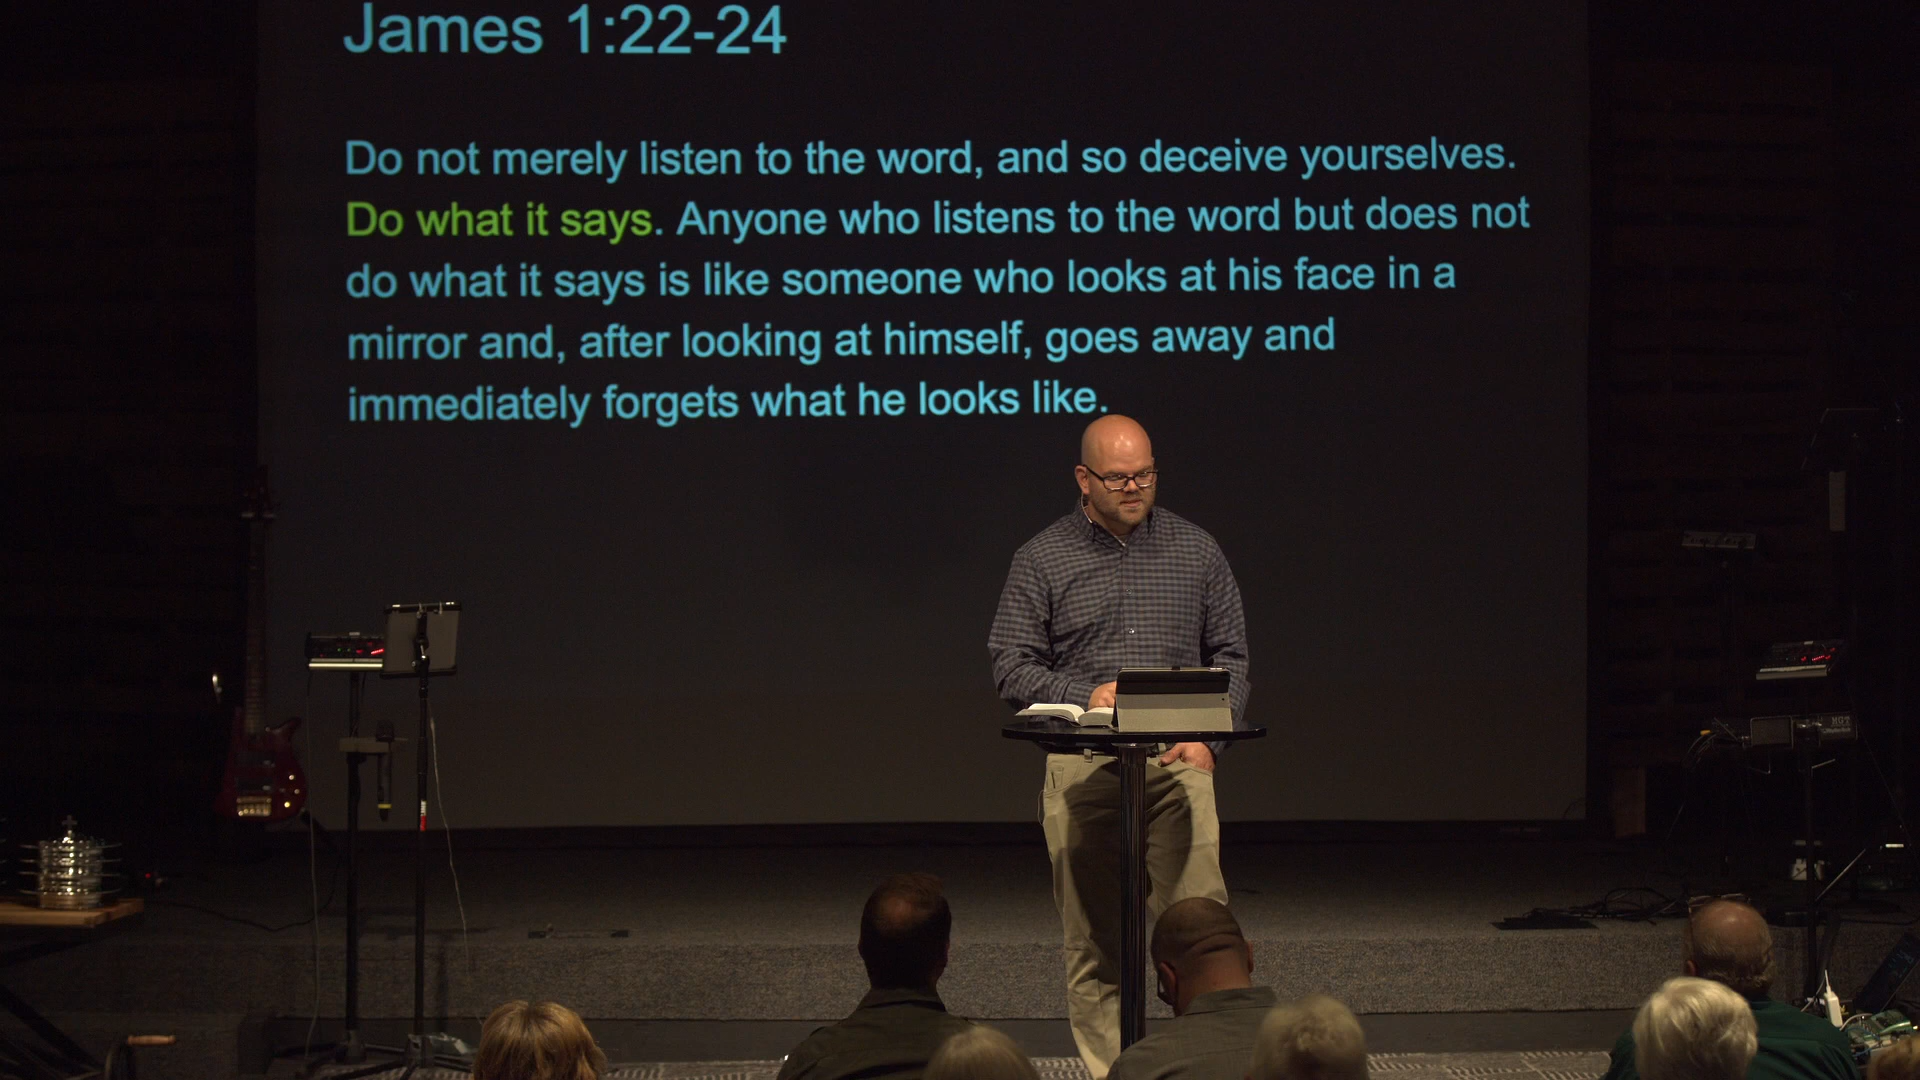 James 1:22-24
Do not merely listen to the word, and so deceive yourselves.
Do what it says. Anyone who listens to the word but does not
do what it says is like someone who looks at his face in a
mirror and, after looking at himself, goes away and
immediately forgets what he looks like.
MGT